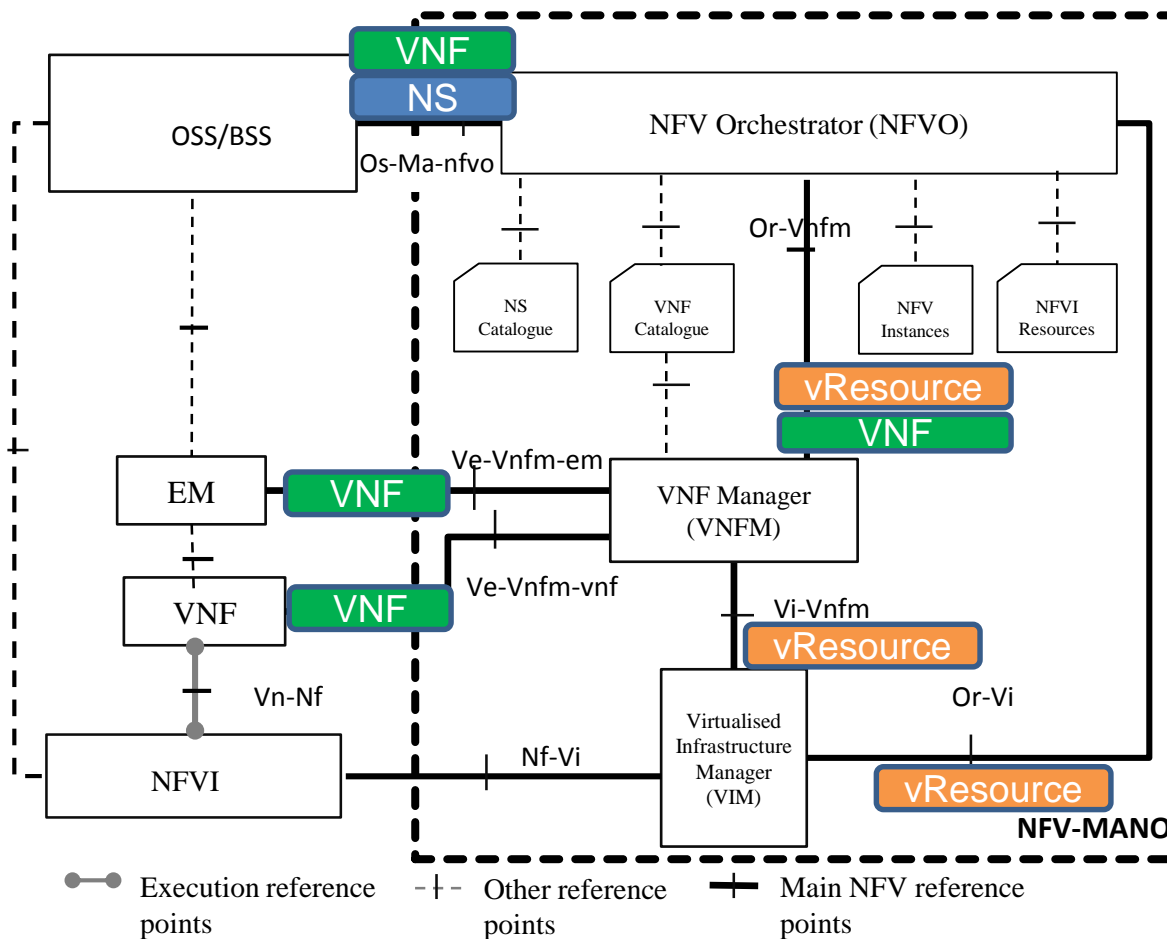 VNF
NS
OSS/BSS
NFV Orchestrator (NFVO)
Os-Ma-nfvo
Or-Vnfm
NS
Catalogue
VNF
Catalogue
NFV
Instances
NFVI
Resources
vResource
VNF
Ve-Vnfm-em
EM
VNF
VNF Manager
(VNFM)
Ve-Vnfm-vnf
VNF
VNF
Vi-Vnfm
vResource
Vn-Nf
Or-Vi
Virtualised
Infrastructure
Manager
(VIM)
Nf-Vi
NFVI
vResource
NFV-MANO
Execution reference
points
Other reference
points
Main NFV reference
points